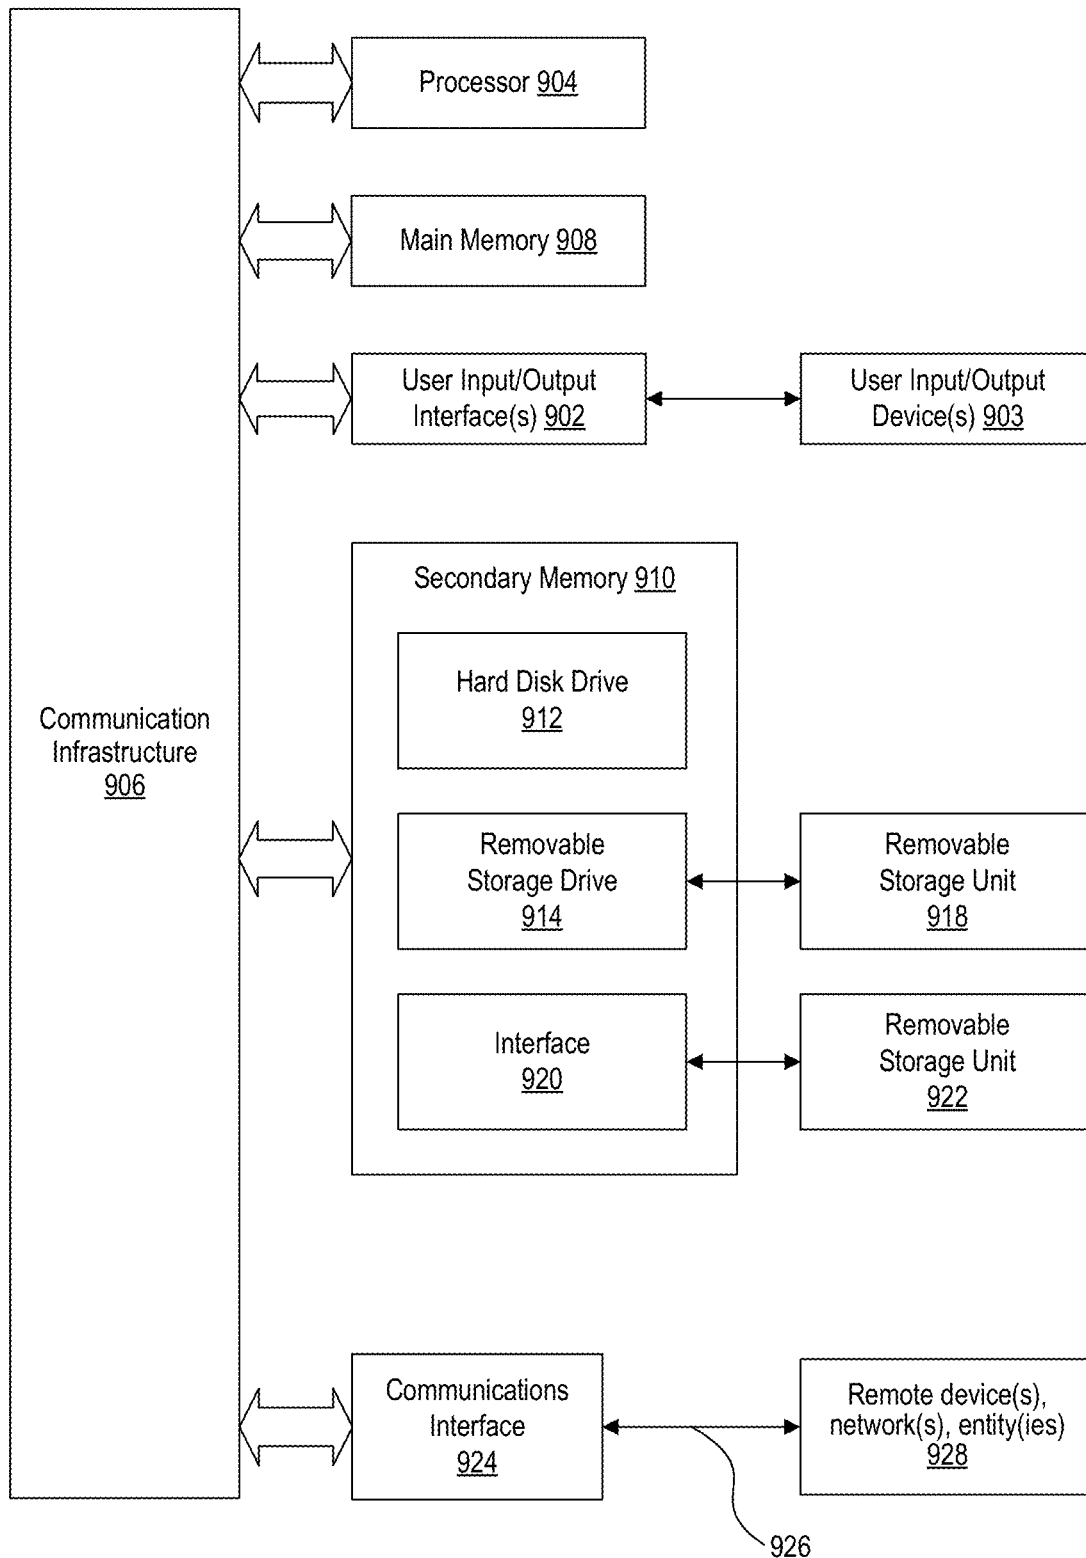 Processor 904
Main Memory 908
User Input/Output
Interface(s) 902
User Input/Output
Device(s) 903
Secondary Memory 910
Hard Disk Drive
912
Communication
Infrastructure
906
Removable
Storage Drive
914
Removable
Storage Unit
918
Interface
920
Removable
Storage Unit
922
Communications
Interface
924
Remote device(s),
network(s), entity(ies)
928
926